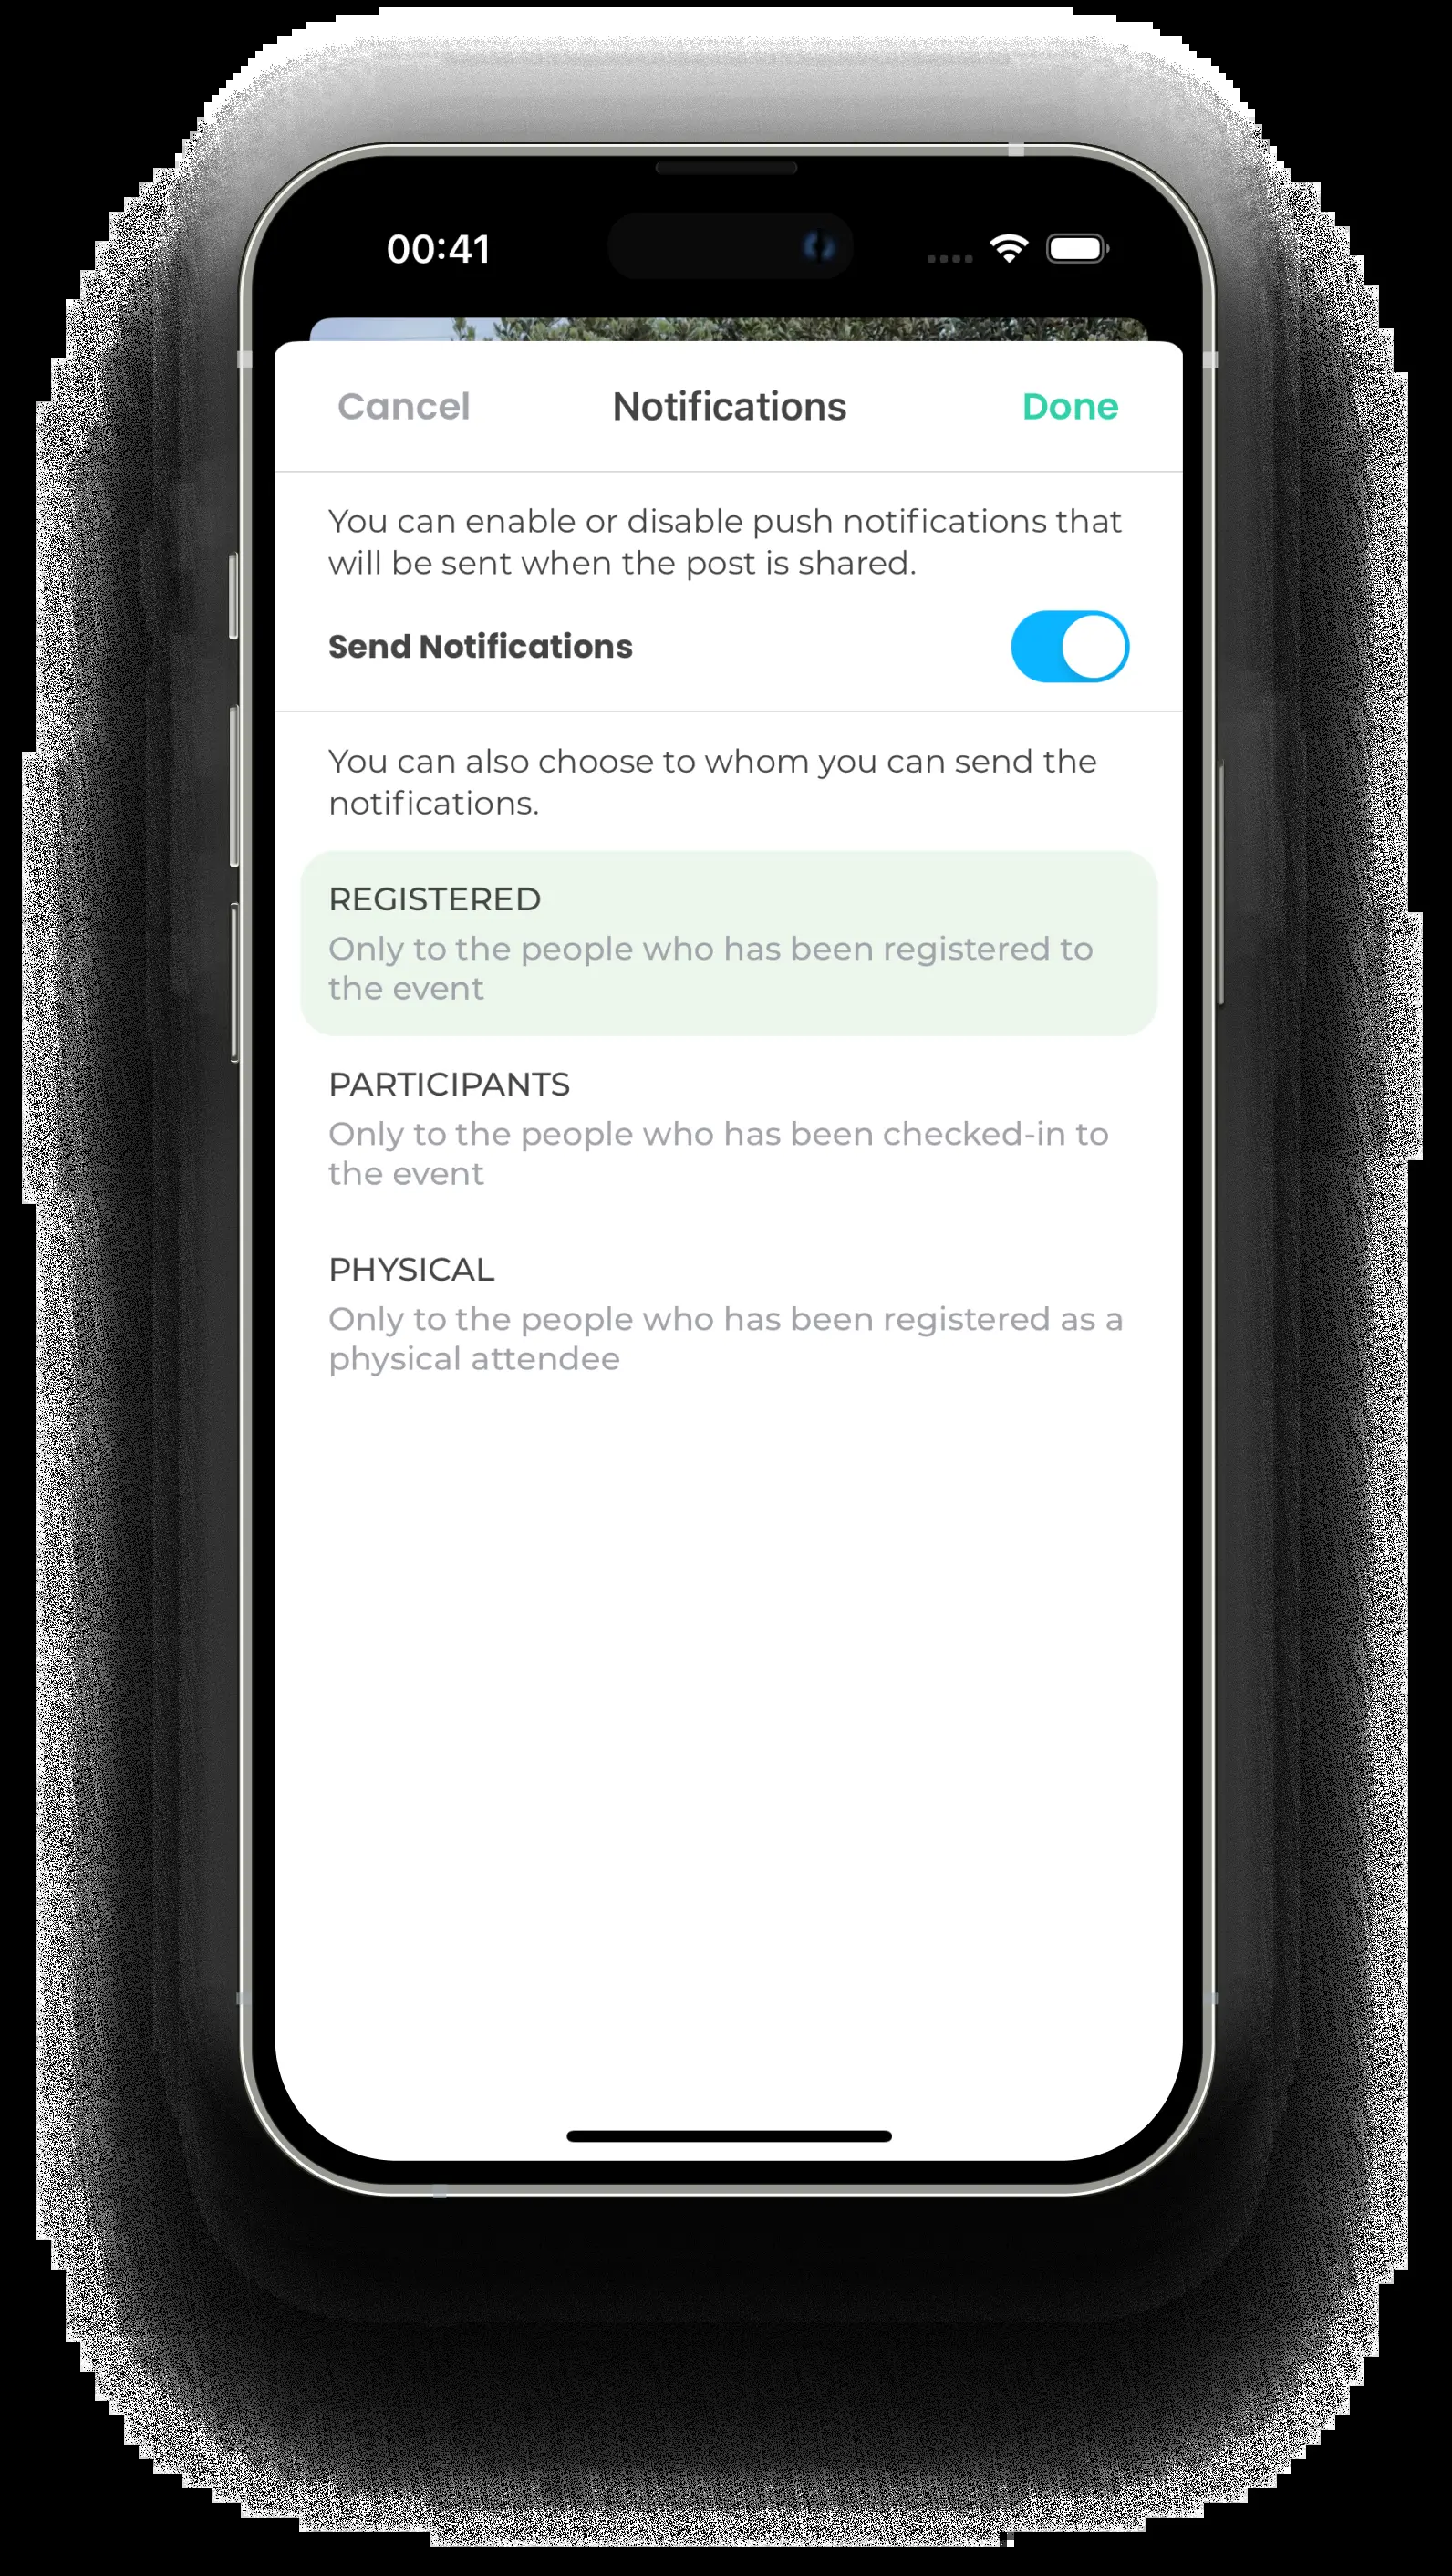 00:41
Cancel Notifications Done
You can enable or disable push notifications that
will be sent when the post is shared.
Send Notifications
You can also choose to whom you can send the
notifications.
REGISTERED
Only to the people who has been registered to
the event
PARTICIPANTS
Only to the people who has been checked-in to
the event
PHYSICAL
Only to the people who has been registered as a
physical attendee